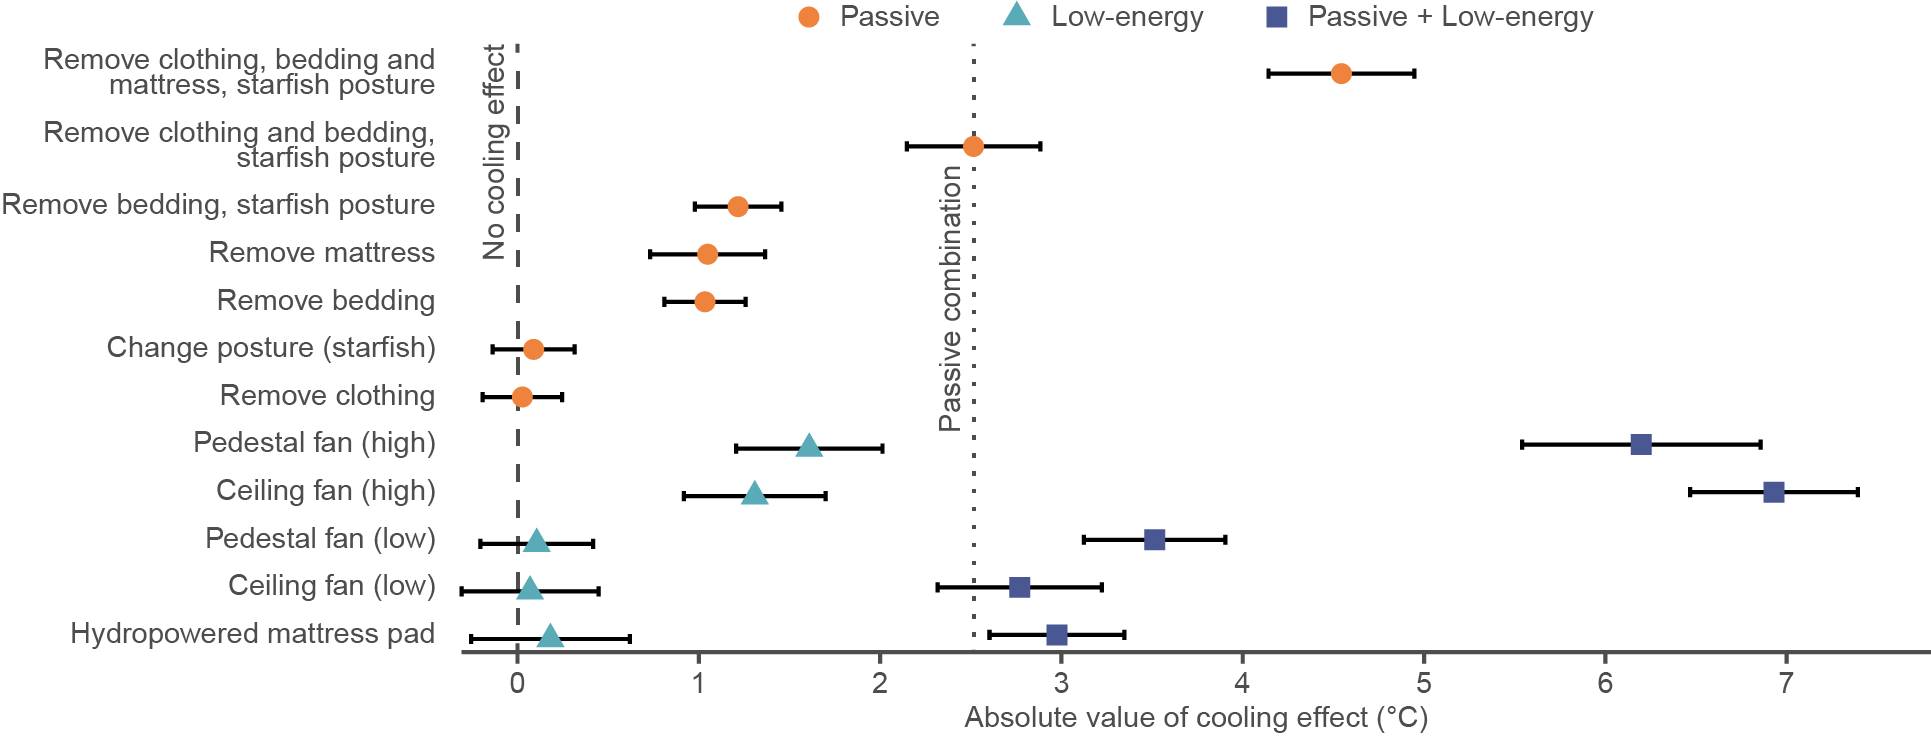 Passive
Low-energy
Passive + Low-energy
Remove clothing, bedding and
mattress, starfish posture
Remove clothing and bedding,
starfish posture
Remove bedding, starfish posture
Remove mattress
Remove bedding
Change posture (starfish)
Remove clothing
Pedestal fan (high)
Ceiling fan (high)
Pedestal fan (low)
Ceiling fan (low)
Hydropowered mattress pad
No cooling effect
Passive combination
0 1 2 3 4 5 6 7
Absolute value of cooling effect (°C)